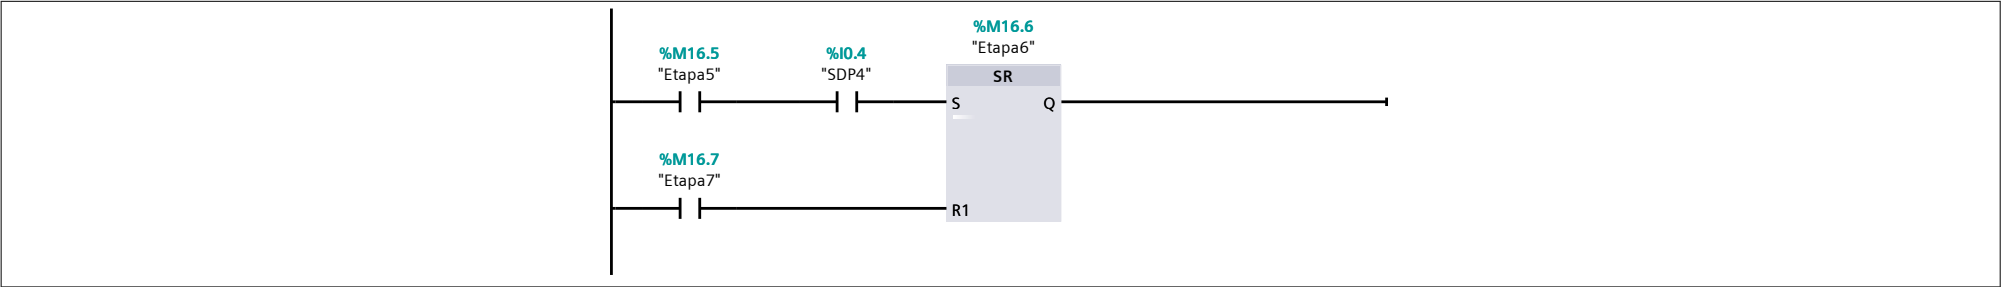 %M16.6
"Etapa6"
%M16.5
"Etapa5"
%I0.4
"SDP4"
SR
S
Q
%M16.7
"Etapa7"
R1